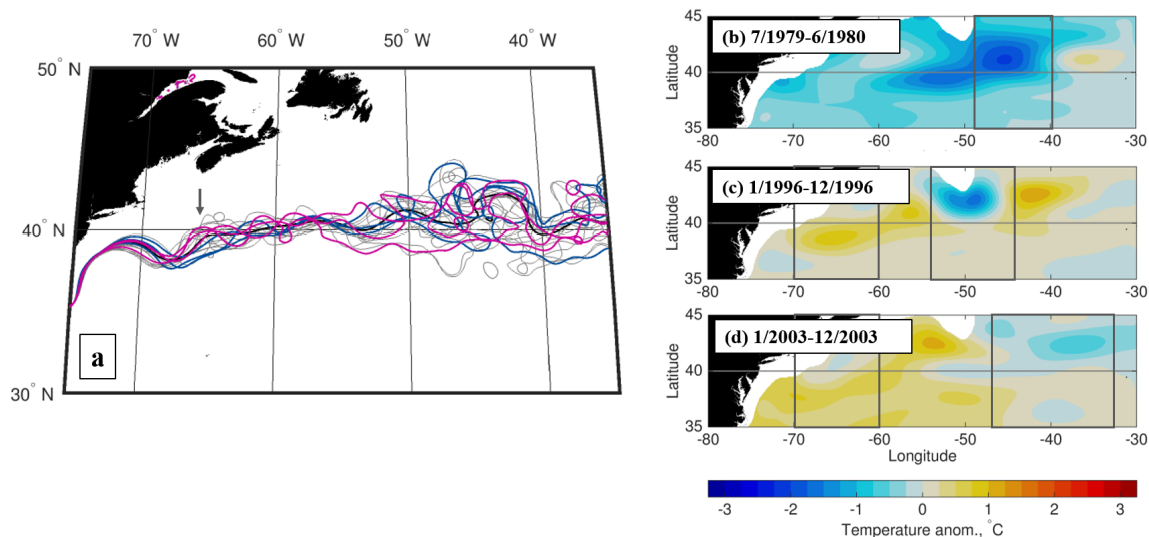 70° W 60° W 50° W 40° W
50° N
40° N
30° N
a
(b) 7/1979-6/1980
Latitude
45
40
35
-80 -70 -60 -50 -40 -30
(c) 1/1996-12/1996
Latitude
45
40
35
-80 -70 -60 -50 -40 -30
(d) 1/2003-12/2003
Latitude
45
40
35
-80 -70 -60 -50 -40 -30
Longitude
-3 -2 -1 0 1 2 3
Temperature anom., °C